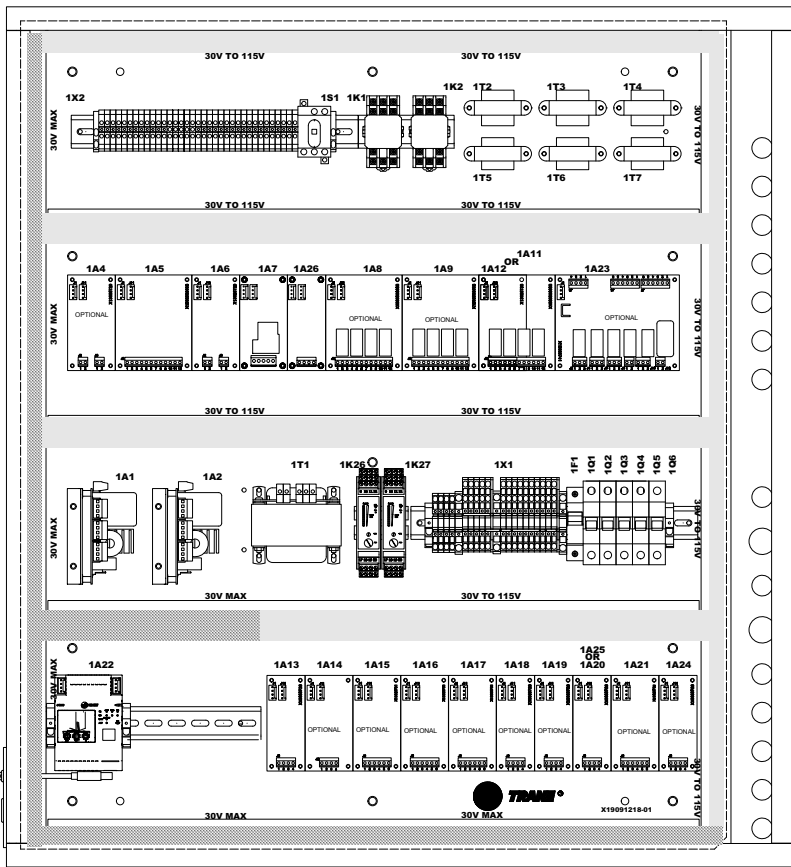 30V TO 115V 30V TO 115V
1X2 1S1 1K1 1K2 1T2 1T3 1T4
30V MAX
30V TO 115V
1T5 1T6 1T7
30V TO 115V 30V TO 115V
1A11
OR
1A4 1A5 1A6 1A7 1A26 1A8 1A9 1A12 1A23
30V MAX
OPTIONAL OPTIONAL OPTIONAL OPTIONAL
30V TO 115V
30V TO 115V 30V TO 115V
1A1 1A2 1T1 1K26 1K27 1X1 1F1 1Q1 1Q2 1Q3 1Q4 1Q5 1Q6
30V MAX
30V TO 115V
30V MAX 30V TO 115V
1A25
OR
1A22 1A13 1A14 1A15 1A16 1A17 1A18 1A19 1A20 1A21 1A24
30V MAX
OPTIONAL OPTIONAL OPTIONAL OPTIONAL OPTIONAL OPTIONAL OPTIONAL OPTIONAL OPTIONAL
30V TO 115V
TRANE
X19091218-01
30V MAX 30V MAX